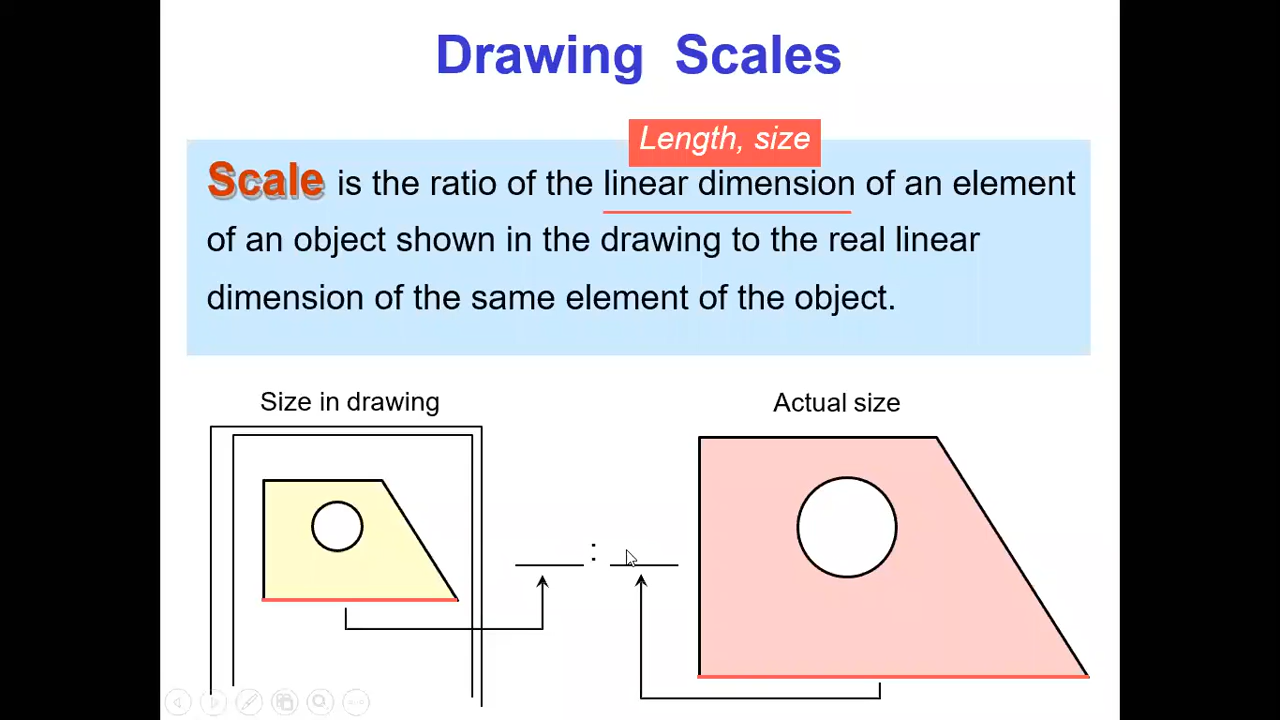 Drawing Scales
Length, size
Scale is the ratio of the linear dimension of an element
of an object shown in the drawing to the real linear
dimension of the same element of the object.
Size in drawing
Actual size
: